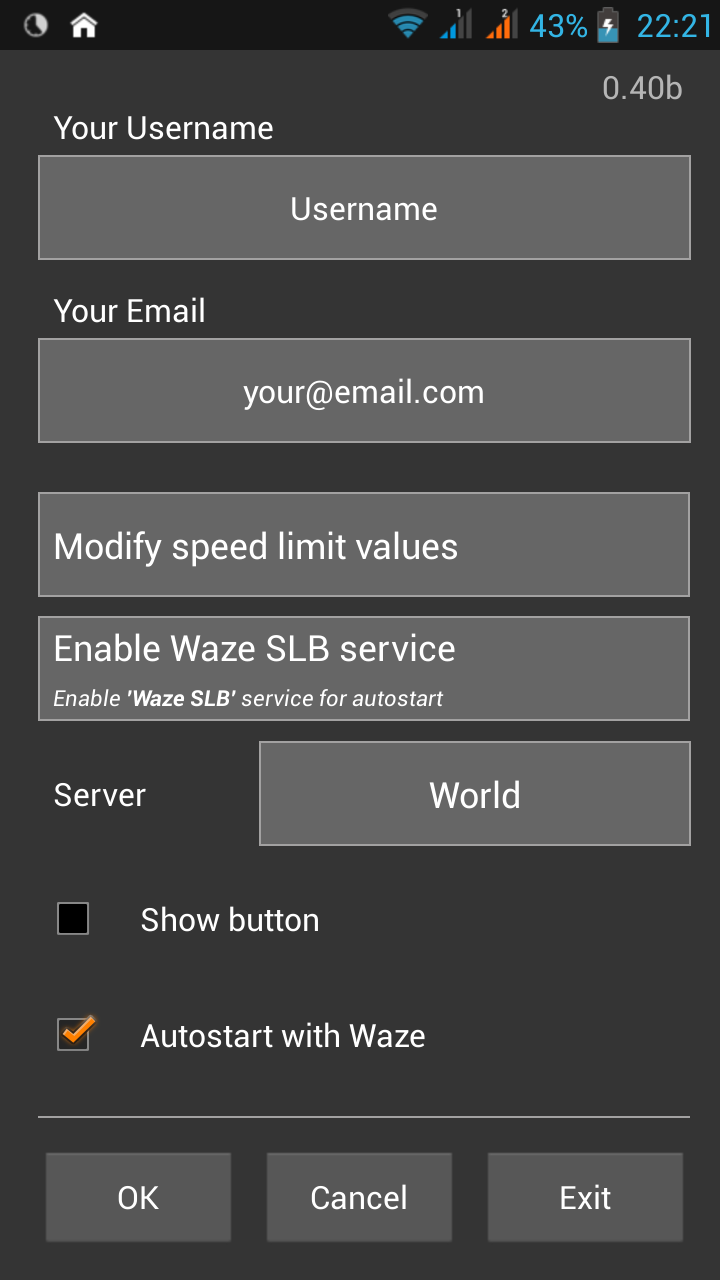 1 2 43% 22:21
0.40b
Your Username
Username
Your Email
your@email.com
Modify speed limit values
Enable Waze SLB service
Enable 'Waze SLB' service for autostart
Server World
Show button
Autostart with Waze
OK Cancel Exit